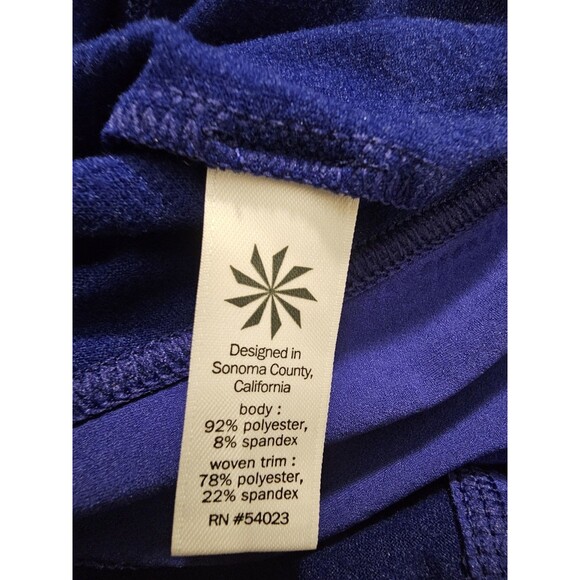 Designed in
Sonoma County,
California
body :
92% polyester,
8% spandex
woven trim :
78% polyester,
22% spandex
RN #54023